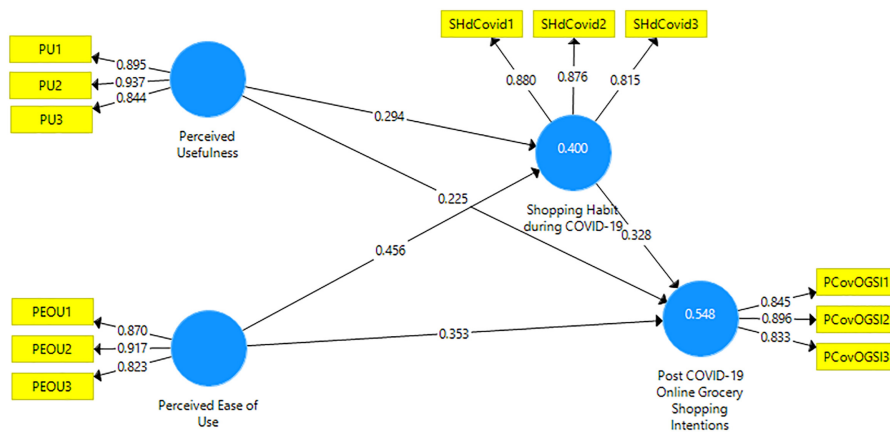 SHdCovid1
SHdCovid2
SHdCovid3
PU1
PU2
PU3
0.895
0.937
0.844
0.880
0.876
0.815
Perceived
Usefulness
0.294
0.400
Shopping Habit
during COVID-19
0.225
0.328
0.456
PEOU1
PEOU2
PEOU3
0.870
0.917
0.823
Perceived Ease of
Use
0.353
0.548
0.845
0.896
0.833
PCovOGSI1
PCovOGSI2
PCovOGSI3
Post COVID-19
Online Grocery
Shopping
Intentions